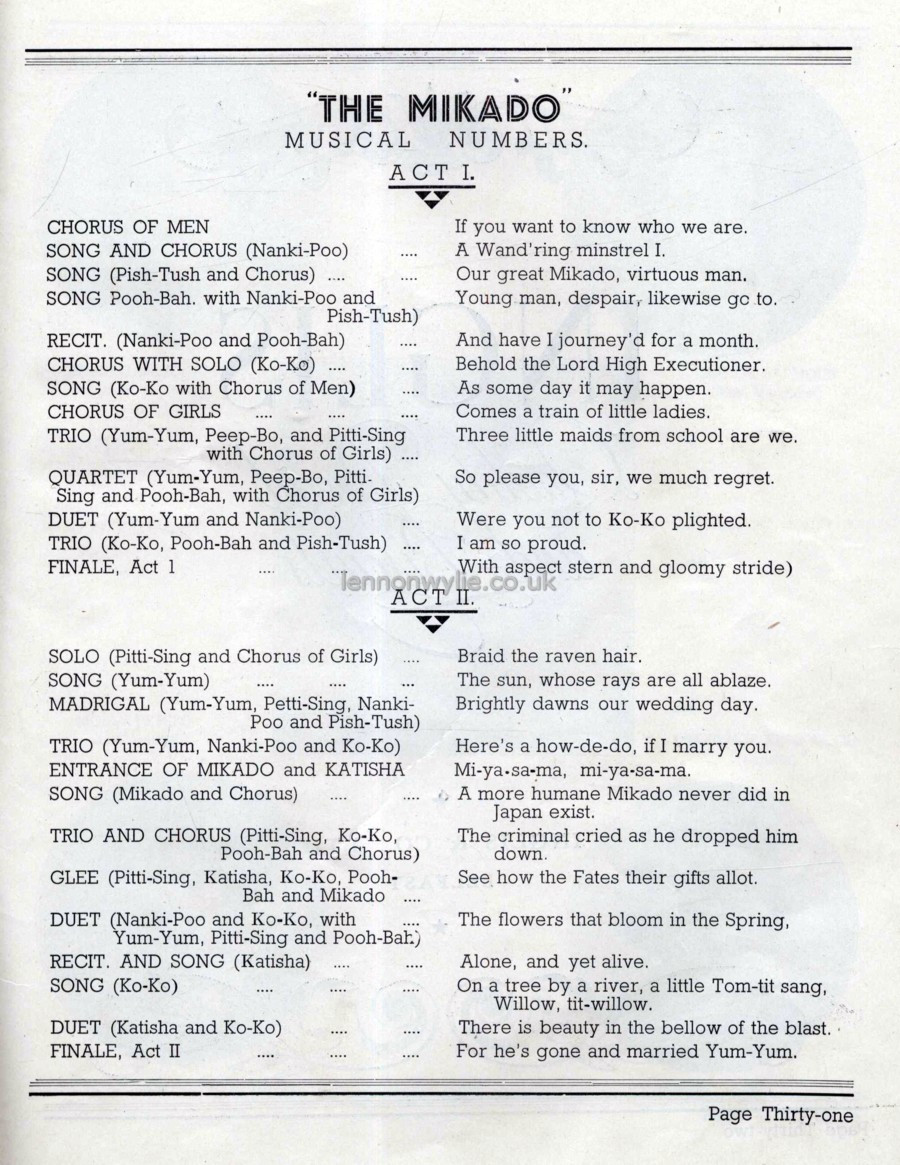 "THE MIKADO"
MUSICAL NUMBERS.
ACT I.
CHORUS OF MEN If you want to know who we are.
SONG AND CHORUS (Nanki-Poo) .... A Wand'ring minstrel I.
SONG (Pish-Tush and Chorus) .... .... Our great Mikado, virtuous man.
SONG Pooh-Bah. with Nanki-Poo and Young man, despair, likewise go to.
Pish-Tush)
RECIT. (Nanki-Poo and Pooh-Bah) .... And have I journey'd for a month.
CHORUS WITH SOLO (Ko-Ko) .... .... Behold the Lord High Executioner.
SONG (Ko-Ko with Chorus of Men) .... As some day it may happen.
CHORUS OF GIRLS .... .... .... Comes a train of little ladies.
TRIO (Yum-Yum, Peep-Bo, and Pitti-Sing Three little maids from school are we.
with Chorus of Girls) ....
QUARTET (Yum-Yum, Peep-Bo, Pitti- So please you, sir, we much regret.
Sing and Pooh-Bah, with Chorus of Girls)
DUET (Yum-Yum and Nanki-Poo) .... Were you not to Ko-Ko plighted.
TRIO (Ko-Ko, Pooh-Bah and Pish-Tush) .... I am so proud.
FINALE, Act 1 .... .... .... With aspect stern and gloomy stride)
lennonwylie.co.uk
ACT II.
SOLO (Pitti-Sing and Chorus of Girls) .... Braid the raven hair.
SONG (Yum-Yum) .... .... ... The sun, whose rays are all ablaze.
MADRIGAL (Yum-Yum, Petti-Sing, Nanki- Brightly dawns our wedding day.
Poo and Pish-Tush)
TRIO (Yum-Yum, Nanki-Poo and Ko-Ko) Here's a how-de-do, if I marry you.
ENTRANCE OF MIKADO and KATISHA Mi-ya-sa-ma, mi-ya-sa-ma.
SONG (Mikado and Chorus) .... .... A more humane Mikado never did in
Japan exist.
TRIO AND CHORUS (Pitti-Sing, Ko-Ko, The criminal cried as he dropped him
Pooh-Bah and Chorus) down.
GLEE (Pitti-Sing, Katisha, Ko-Ko, Pooh- See how the Fates their gifts allot.
Bah and Mikado ....
DUET (Nanki-Poo and Ko-Ko, with .... The flowers that bloom in the Spring,
Yum-Yum, Pitti-Sing and Pooh-Bah)
RECIT. AND SONG (Katisha) .... .... Alone, and yet alive.
SONG (Ko-Ko) .... .... .... On a tree by a river, a little Tom-tit sang,
Willow, tit-willow.
DUET (Katisha and Ko-Ko) .... .... There is beauty in the bellow of the blast.
FINALE, Act II .... .... .... For he's gone and married Yum-Yum.
Page Thirty-one